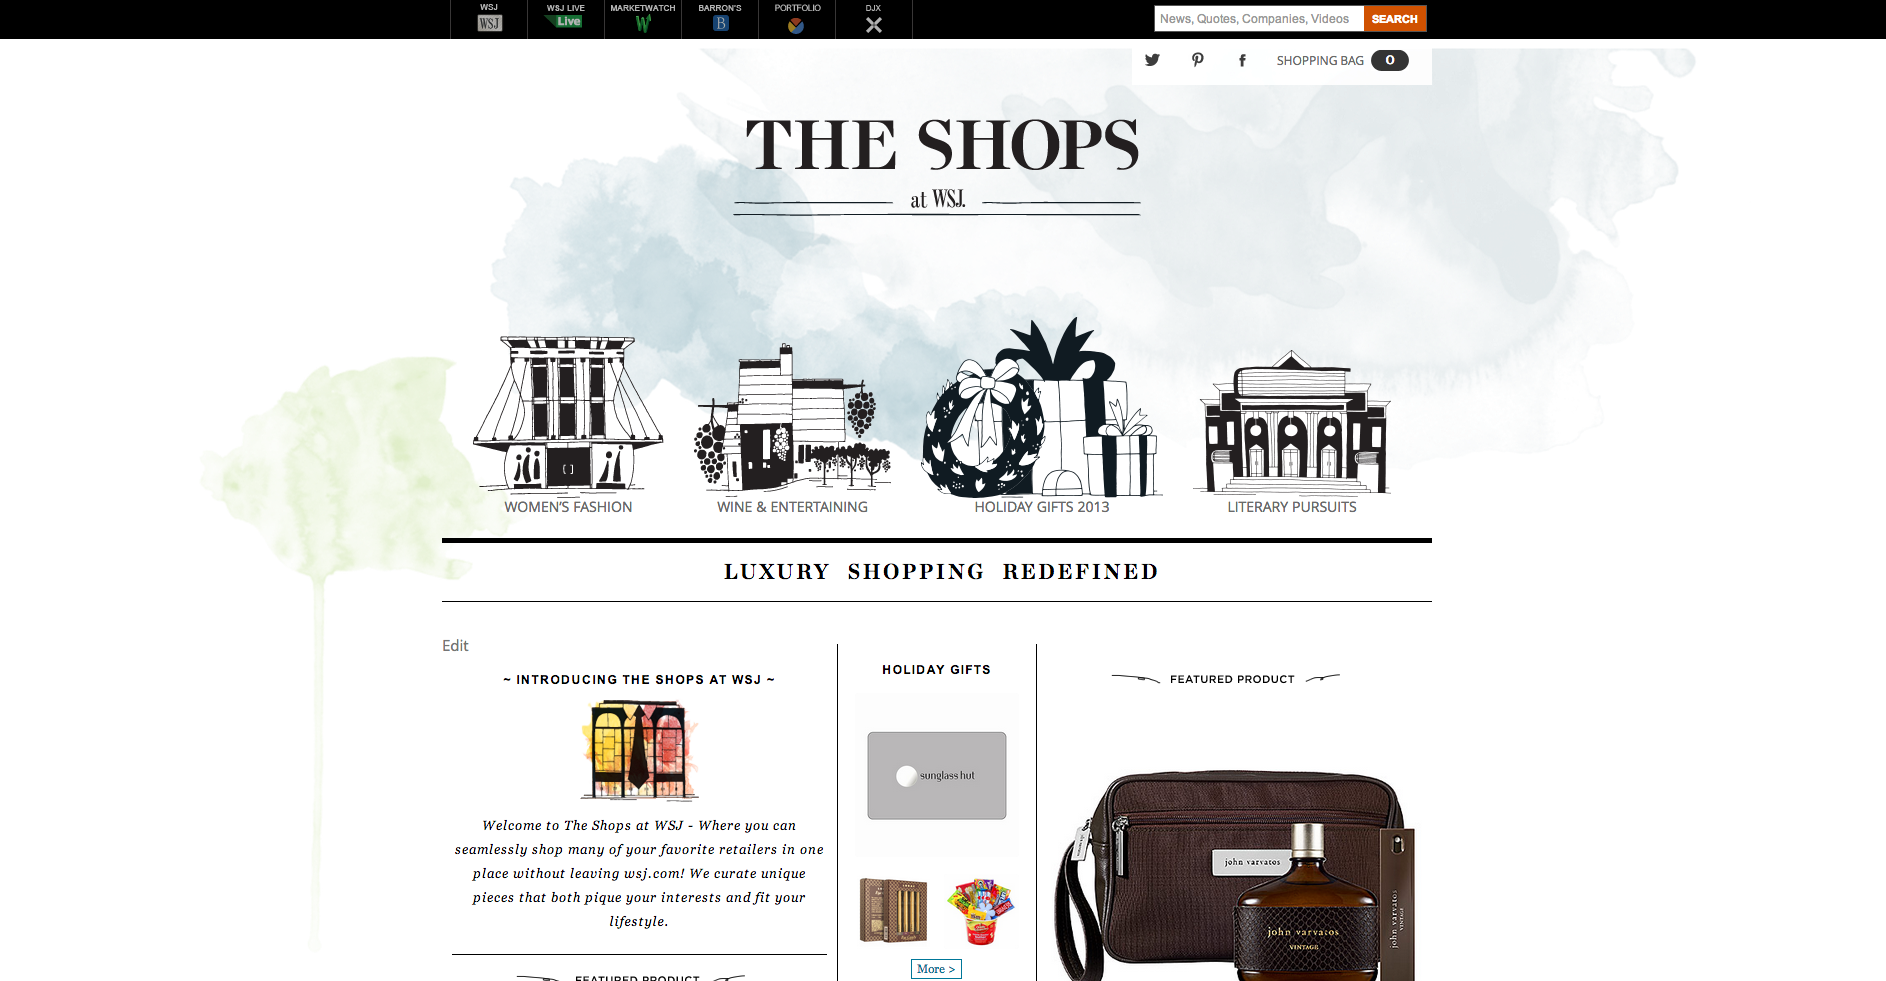 WSJ
WSJ
WSJ LIVE
Live
MARKETWATCH
W
BARRON'S
B
PORTFOLIO
DJX
News, Quotes, Companies, Videos
SEARCH
SHOPPING BAG 0
THE SHOPS
at WSJ.
WOMEN'S FASHION
WINE & ENTERTAINING
HOLIDAY GIFTS 2013
LITERARY PURSUITS
LUXURY SHOPPING REDEFINED
Edit
~ INTRODUCING THE SHOPS AT WSJ ~
Welcome to The Shops at WSJ - Where you can
seamlessly shop many of your favorite retailers in one
place without leaving wsj.com! We curate unique
pieces that both pique your interests and fit your
lifestyle.
FEATURED PRODUCT
HOLIDAY GIFTS
sunglass hut
More >
FEATURED PRODUCT
john varvatos
john varvatos
VINTAGE
john varvatos
VINTAGE